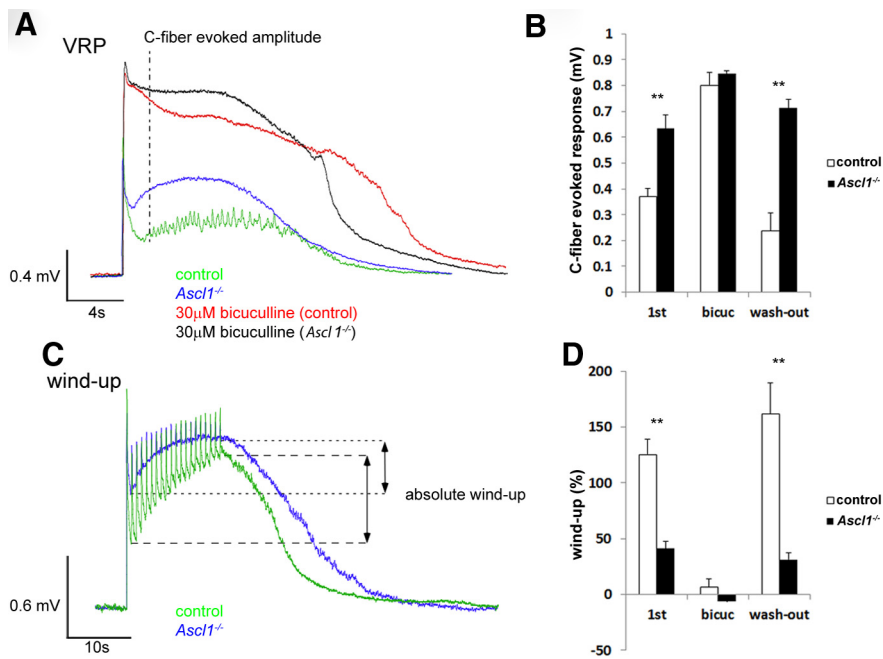 A
VRP
C-fiber evoked amplitude
0.4 mV
4s
control
Ascl1-/-
30μM bicuculline (control)
30μM bicuculline (Ascl1-/-)
B
C-fiber evoked response (mV)
1
0.9
0.8
0.7
0.6
0.5
0.4
0.3
0.2
0.1
0
**
**
1st
bicuc
wash-out
control
Ascl1-/-
C
wind-up
absolute wind-up
0.6 mV
10s
control
Ascl1-/-
D
wind-up (%)
200
150
100
50
0
-50
**
**
1st
bicuc
wash-out
control
Ascl1-/-